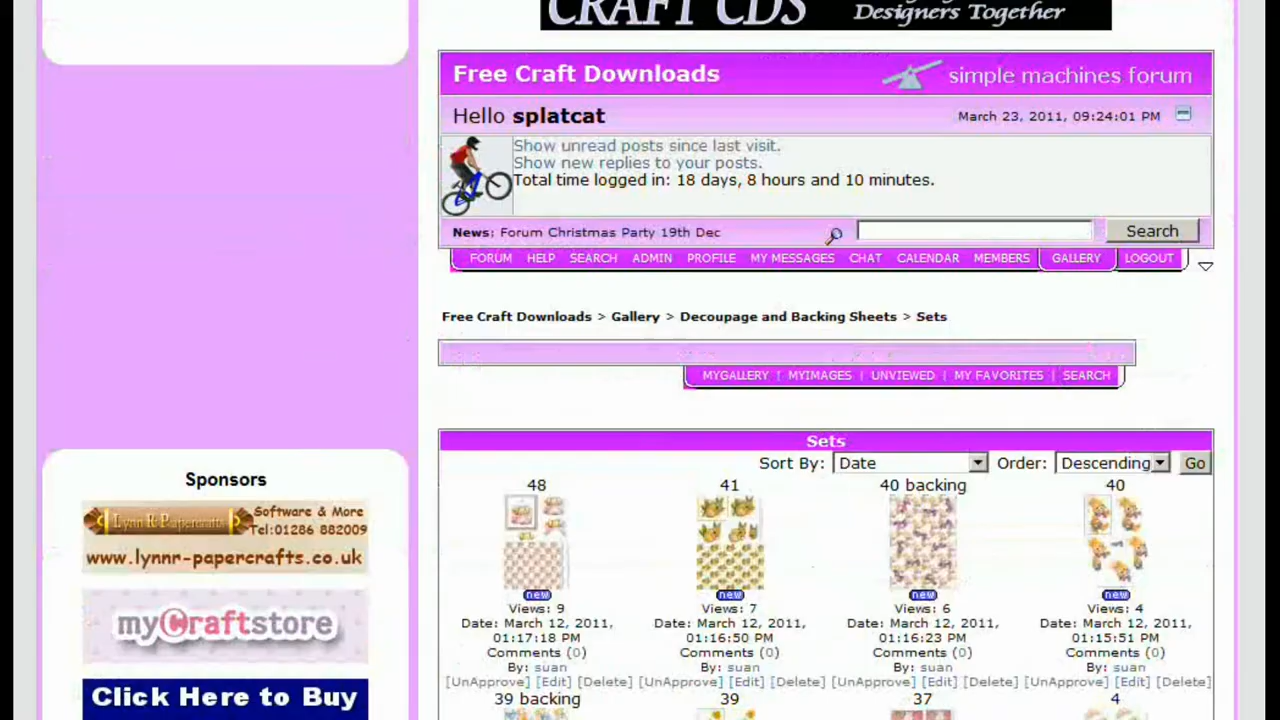 CRAFT CDS
Designers Together
Free Craft Downloads
simple machines forum
Hello splatcat
March 23, 2011, 09:24:01 PM
Show unread posts since last visit.
Show new replies to your posts.
Total time logged in: 18 days, 8 hours and 10 minutes.
News: Forum Christmas Party 19th Dec
Search
FORUM HELP SEARCH ADMIN PROFILE MY MESSAGES CHAT CALENDAR MEMBERS GALLERY LOGOUT
Free Craft Downloads > Gallery > Decoupage and Backing Sheets > Sets
MYGALLERY | MYIMAGES | UNVIEWED | MY FAVORITES | SEARCH
Sets
Sort By: Date Order: Descending Go
48 41 40 backing 40
new new new new
Views: 9 Views: 7 Views: 6 Views: 4
Date: March 12, 2011, Date: March 12, 2011, Date: March 12, 2011, Date: March 12, 2011,
01:17:18 PM 01:16:50 PM 01:16:23 PM 01:15:51 PM
Comments (0) Comments (0) Comments (0) Comments (0)
By: suan By: suan By: suan By: suan
[UnApprove] [Edit] [Delete] [UnApprove] [Edit] [Delete] [UnApprove] [Edit] [Delete] [UnApprove] [Edit] [Delete]
39 backing 39 37 4
Sponsors
Lynn R Papercrafts
Software & More
Tel:01286 882009
www.lynnr-papercrafts.co.uk
myCraftstore
Click Here to Buy